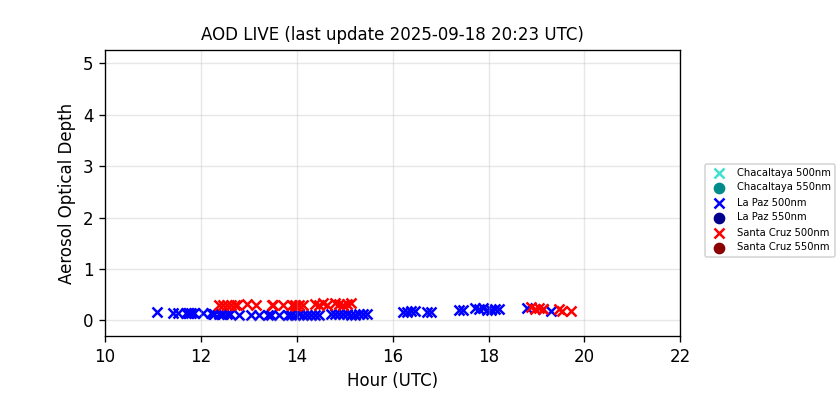 AOD LIVE (last update 2025-09-18 20:23 UTC)
5
4
3
2
1
0
Aerosol Optical Depth
10 12 14 16 18 20 22
Hour (UTC)
Chacaltaya 500nm
Chacaltaya 550nm
La Paz 500nm
La Paz 550nm
Santa Cruz 500nm
Santa Cruz 550nm